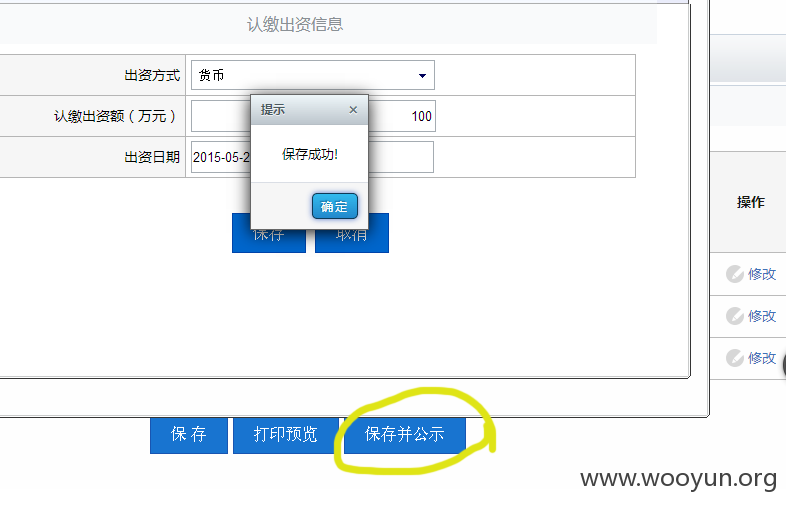 认缴出资信息
出资方式 货币
提示 ×
认缴出资额（万元） 100
保存成功!
出资日期 2015-05-2
确定
操作
保存 取消
修改
修改
修改
保 存 打印预览 保存并公示
www.wooyun.org